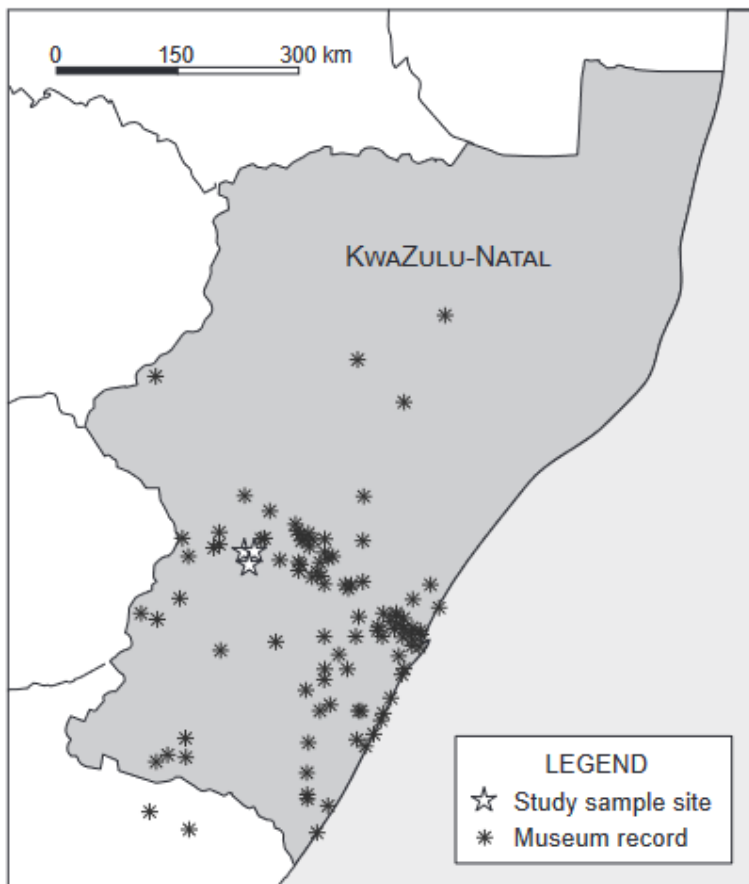 0 150 300 km
KWAZULU-NATAL
LEGEND
Study sample site
Museum record